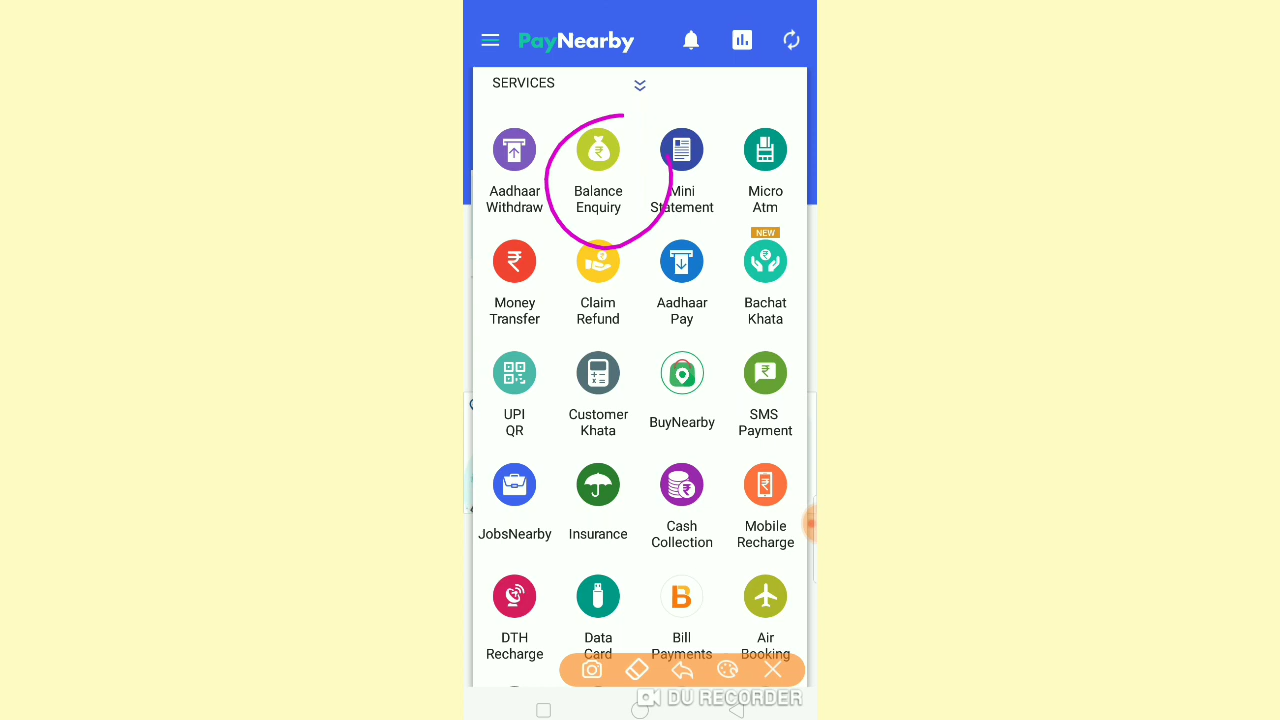 PayNearby
SERVICES
Aadhaar Withdraw
Balance Enquiry
Mini Statement
Micro Atm
NEW
Money Transfer
Claim Refund
Aadhaar Pay
Bachat Khata
UPI QR
Customer Khata
BuyNearby
SMS Payment
JobsNearby
Insurance
Cash Collection
Mobile Recharge
DTH Recharge
Data Card
Bill Payments
Air Booking
DU RECORDER